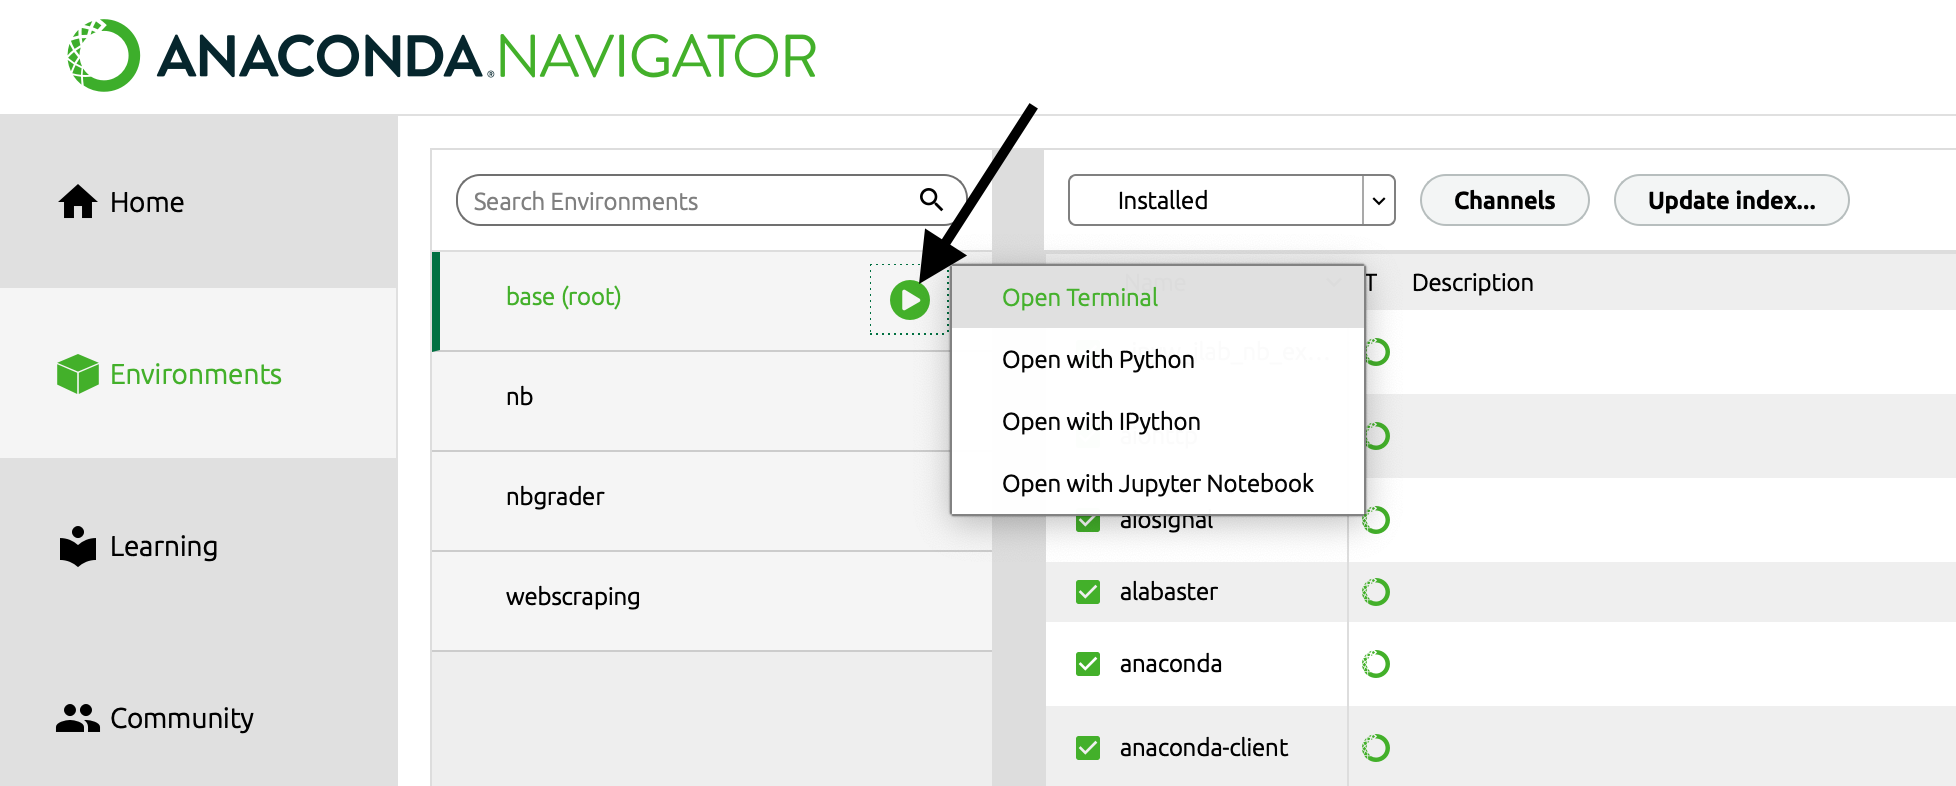 ANACONDA.NAVIGATOR
Home
Environments
Learning
Community
Search Environments
base (root)
nb
nbgrader
webscraping
Installed
Channels
Update index...
Name
T
Description
Open Terminal
Open with Python
Open with IPython
Open with Jupyter Notebook
aiosignal
alabaster
anaconda
anaconda-client